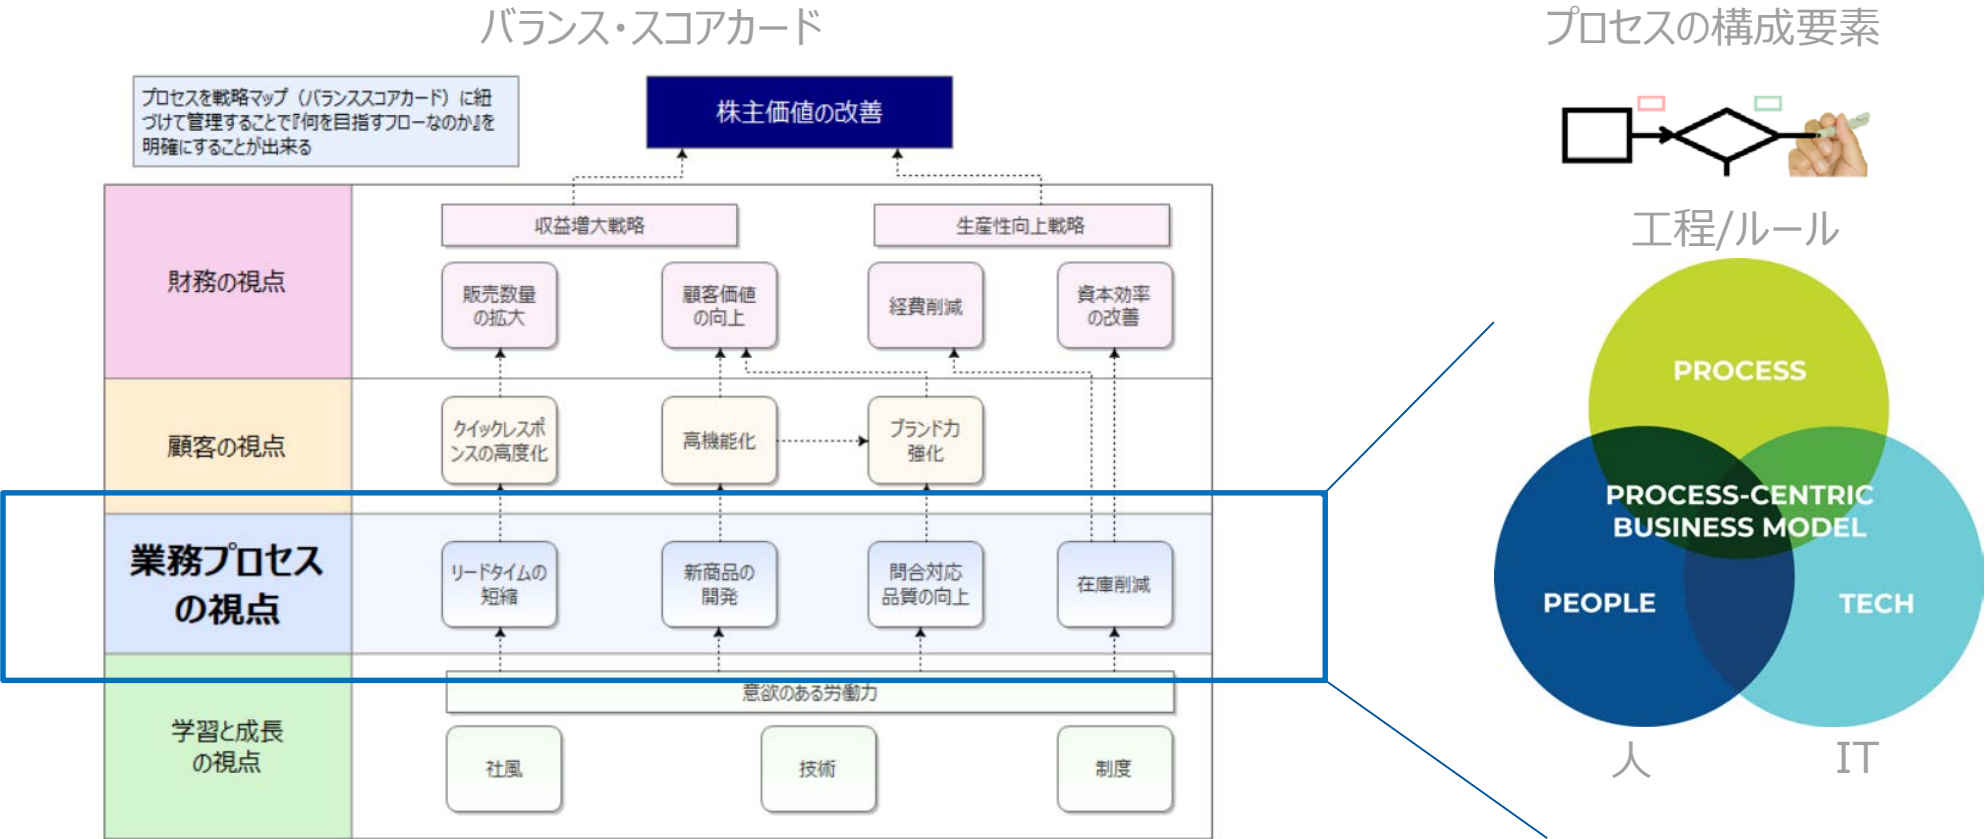 バランス・スコアカード
プロセスの構成要素
プロセスを戦略マップ（バランススコアカード）に紐
づけて管理することで『何を目指すフローなのか』を
明確にすることが出来る
株主価値の改善
財務の視点
収益増大戦略
生産性向上戦略
販売数量
の拡大
顧客価値
の向上
経費削減
資本効率
の改善
顧客の視点
クイックレスポ
ンスの高度化
高機能化
ブランド力
強化
業務プロセス
の視点
リードタイムの
短縮
新商品の
開発
問合対応
品質の向上
在庫削減
学習と成長
の視点
意欲のある労働力
社風
技術
制度
工程/ルール
PROCESS
PROCESS-CENTRIC
BUSINESS MODEL
PEOPLE
TECH
人
IT